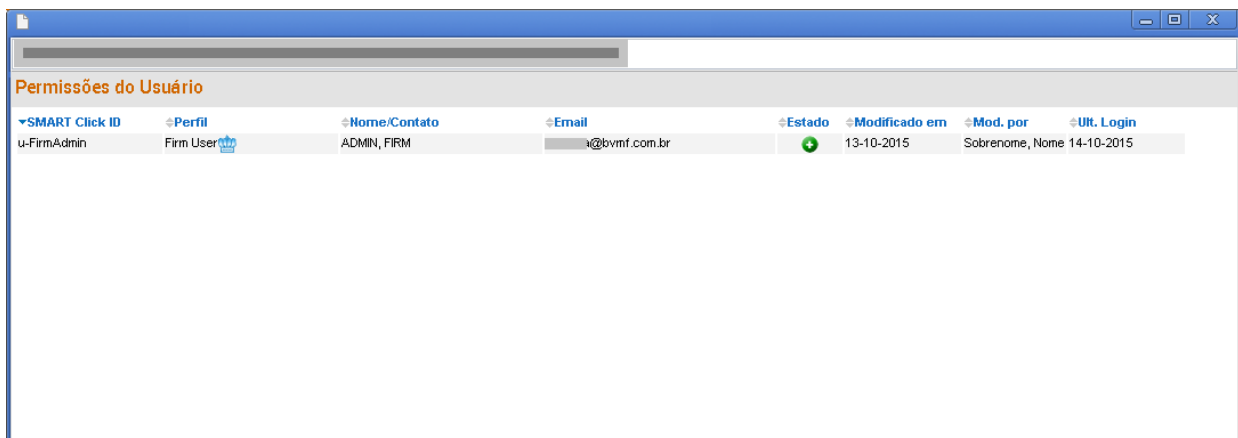 Permissões do Usuário
SMART Click ID Perfil Nome/Contato Email Estado Modificado em Mod. por Ult. Login
u-FirmAdmin Firm User ADMIN, FIRM @bvmf.com.br 13-10-2015 Sobrenome, Nome 14-10-2015